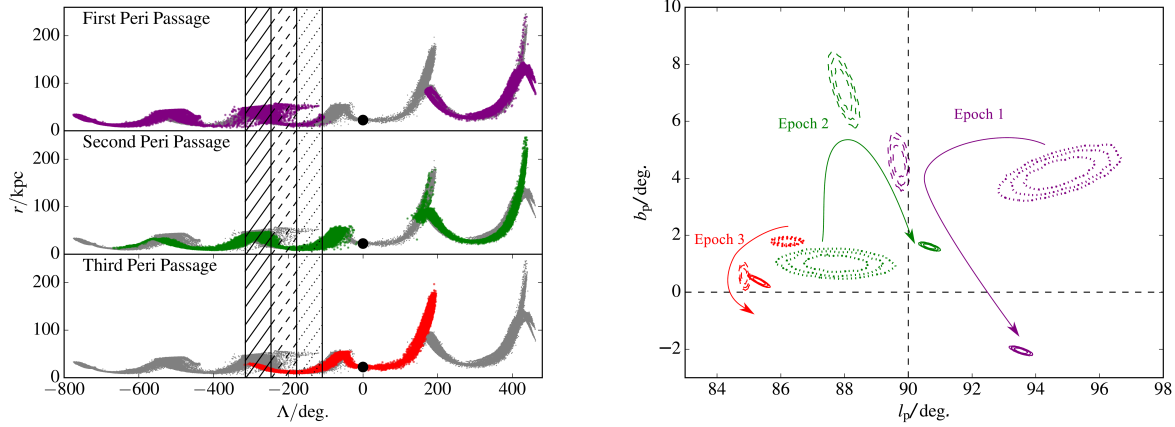 First Peri Passage
200
100
0
Second Peri Passage
200
100
0
Third Peri Passage
200
100
0
r/kpc
−800 −600 −400 −200 0 200 400
Λ/deg.
10
8
6
4
2
0
−2
b_p/deg.
Epoch 1
Epoch 2
Epoch 3
84 86 88 90 92 94 96 98
l_p/deg.